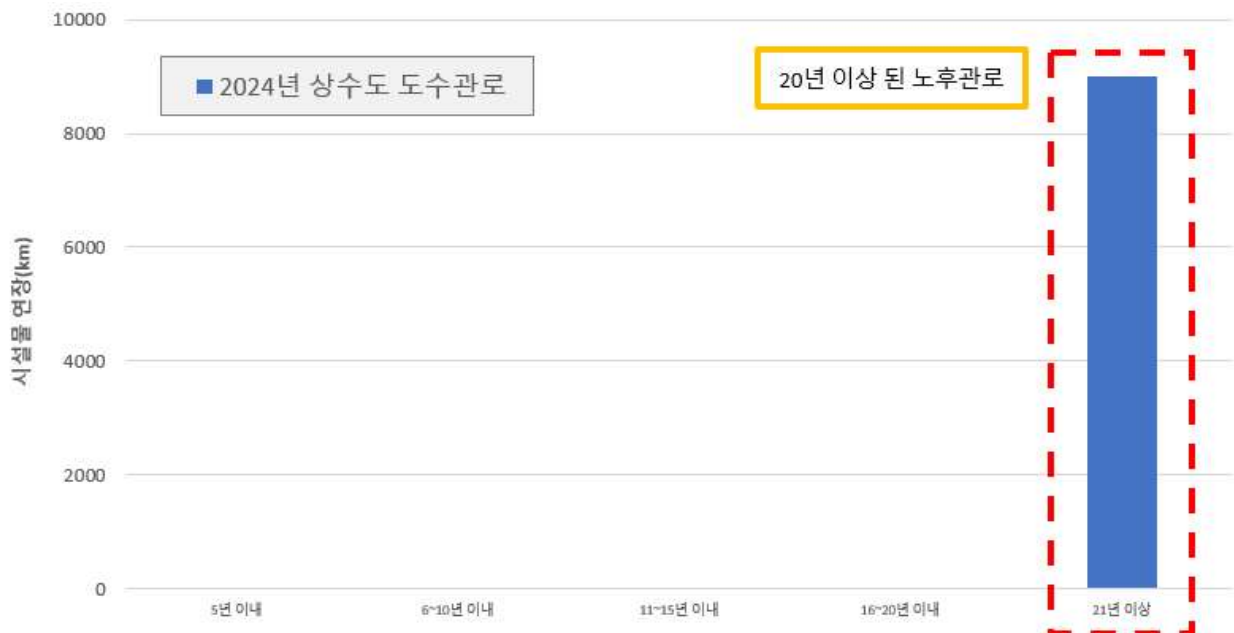 10000
2024년 상수도 도수관로
20년 이상 된 노후관로
8000
6000
시설물 연장(km)
4000
2000
0
5년 이내
6~10년 이내
11~15년 이내
16~20년 이내
21년 이상